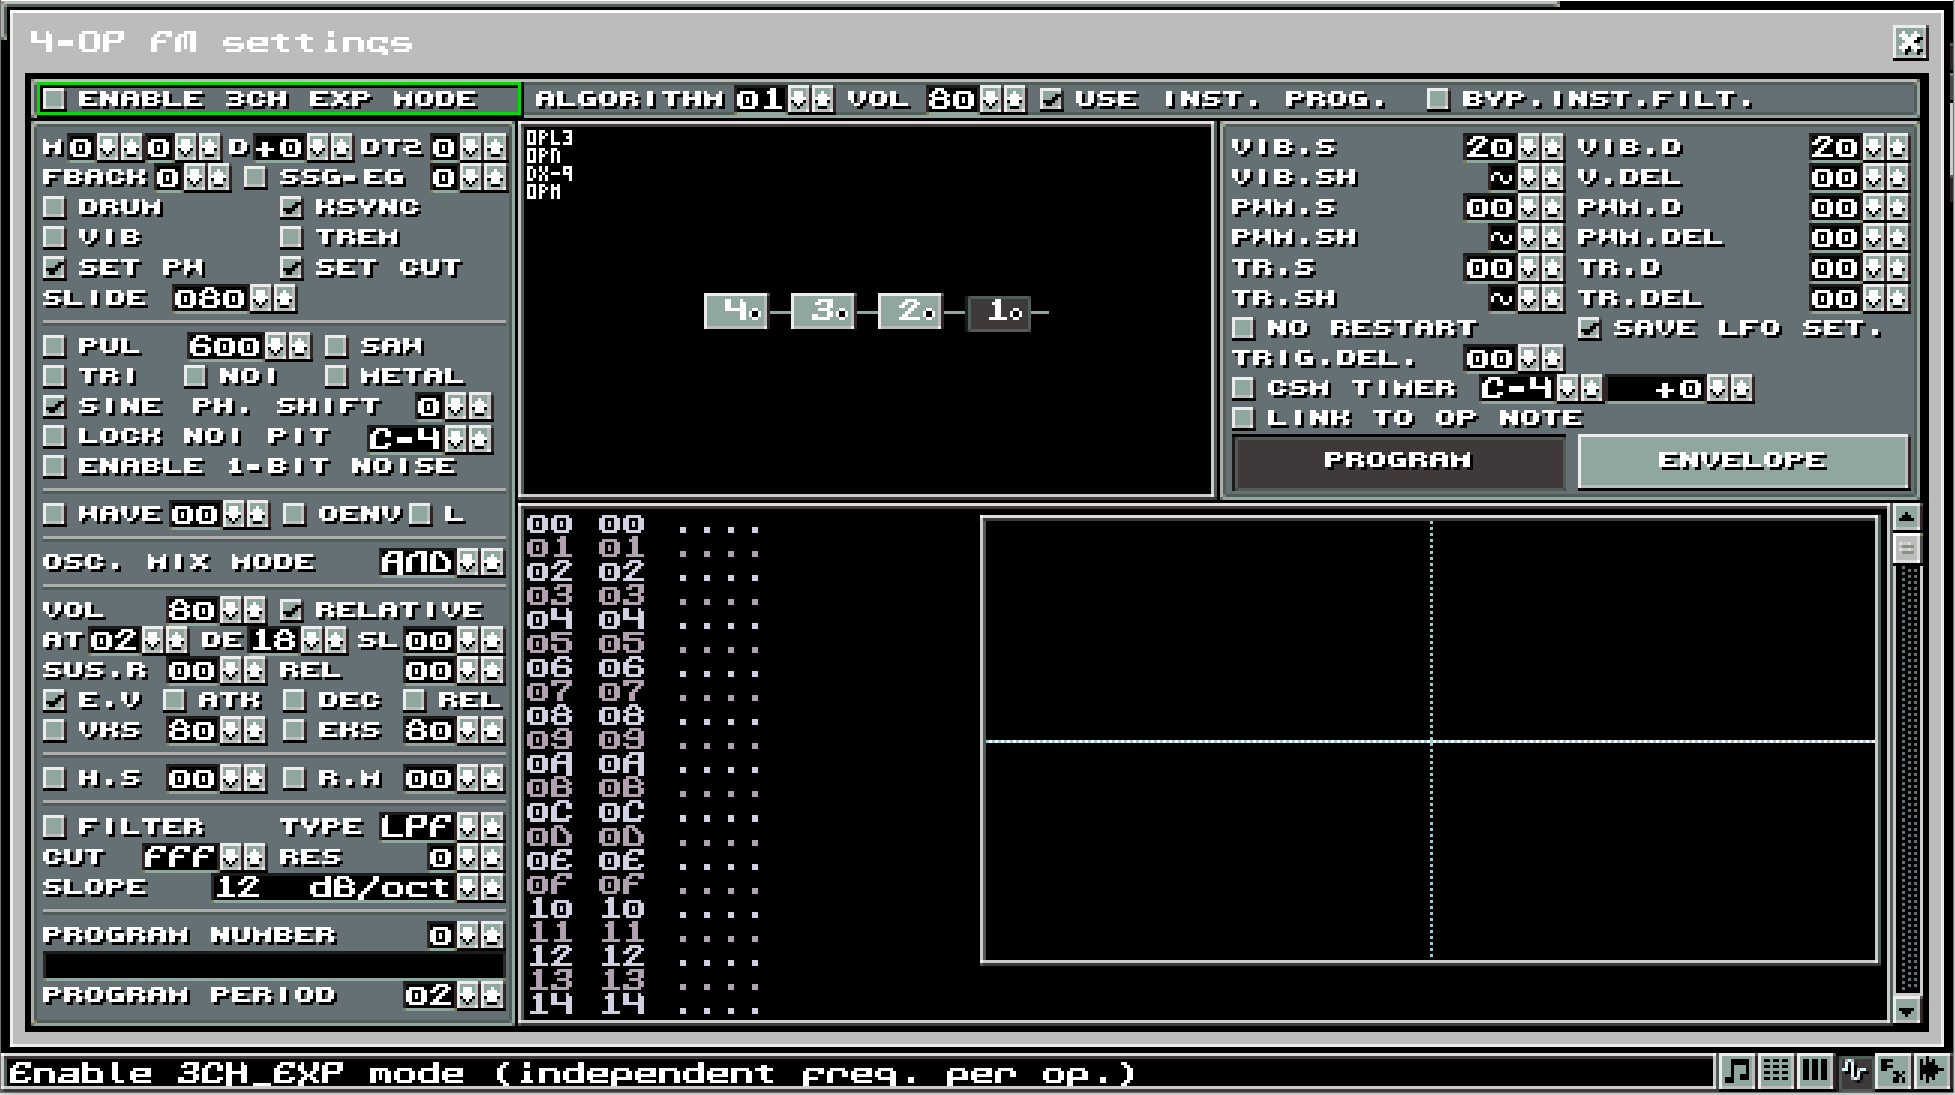 4-OP FM settings
ENABLE 3CH EXP MODE ALGORITHM 01 VOL 80 USE INST. PROG. BYP.INST.FILT.
M 0 0 D +0 DT2 0
FBACK 0 SSG-EG 0
DRUM KSYNC
VIB TREM
SET PW SET CUT
SLIDE 080
PUL 600 SAW
TRI NOI METAL
SINE PH. SHIFT 0
LOCK NOI PIT C-4
ENABLE 1-BIT NOISE
WAVE 00 OENV L
OSC. MIX MODE AND
VOL 80 RELATIVE
AT 02 DE 18 SL 00
SUS.R 00 REL 00
E.V ATK DEC REL
VKS 80 EKS 80
H.S 00 R.M 00
FILTER TYPE LPF
CUT FFF RES 0
SLOPE 12 dB/oct
PROGRAM NUMBER 0
PROGRAM PERIOD 02
OPL3
OPN
DX-9
OPM
4 3 2 1
VIB.S 20 VIB.D 20
VIB.SH ~ V.DEL 00
PWM.S 00 PWM.D 00
PWM.SH ~ PWM.DEL 00
TR.S 00 TR.D 00
TR.SH ~ TR.DEL 00
NO RESTART SAVE LFO SET.
TRIG.DEL. 00
CSM TIMER C-4 +0
LINK TO OP NOTE
PROGRAM ENVELOPE
00 00 ....
01 01 ....
02 02 ....
03 03 ....
04 04 ....
05 05 ....
06 06 ....
07 07 ....
08 08 ....
09 09 ....
0A 0A ....
0B 0B ....
0C 0C ....
0D 0D ....
0E 0E ....
0F 0F ....
10 10 ....
11 11 ....
12 12 ....
13 13 ....
14 14 ....
Enable 3CH_EXP mode (independent freq. per op.)
Fx